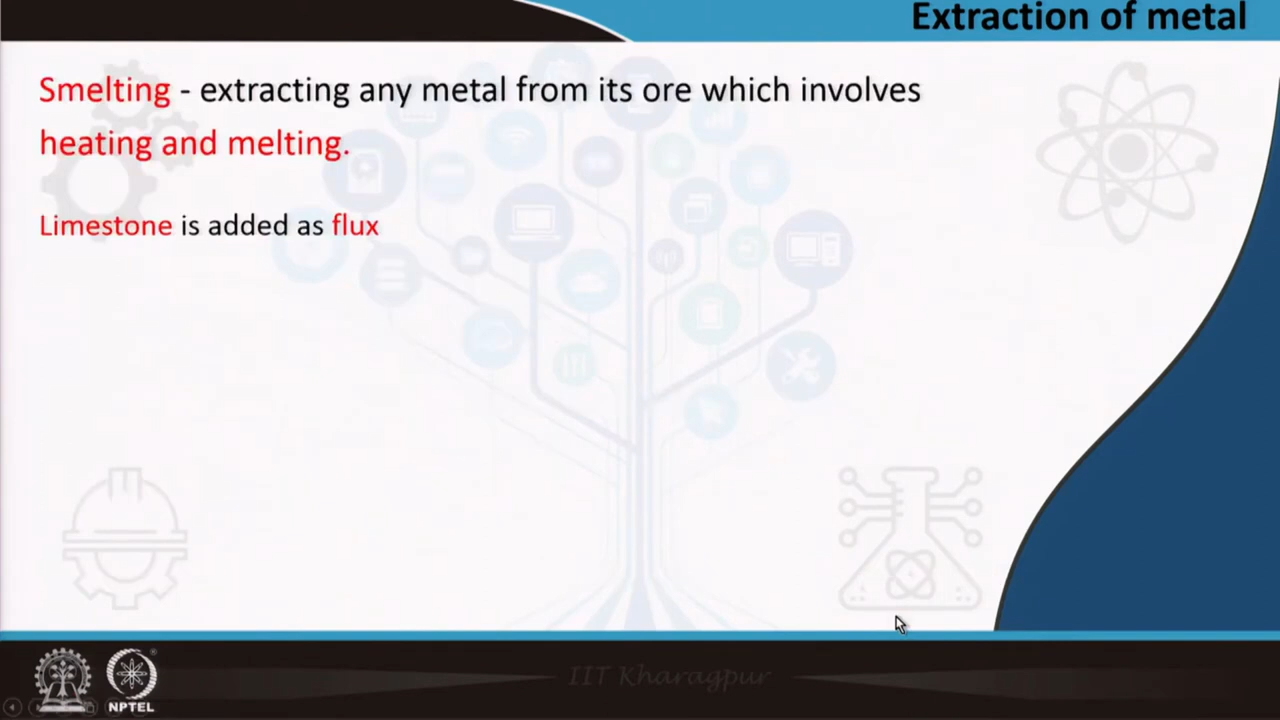 Extraction of metal
Smelting - extracting any metal from its ore which involves
heating and melting.
Limestone is added as flux
IIT Kharagpur
NPTEL